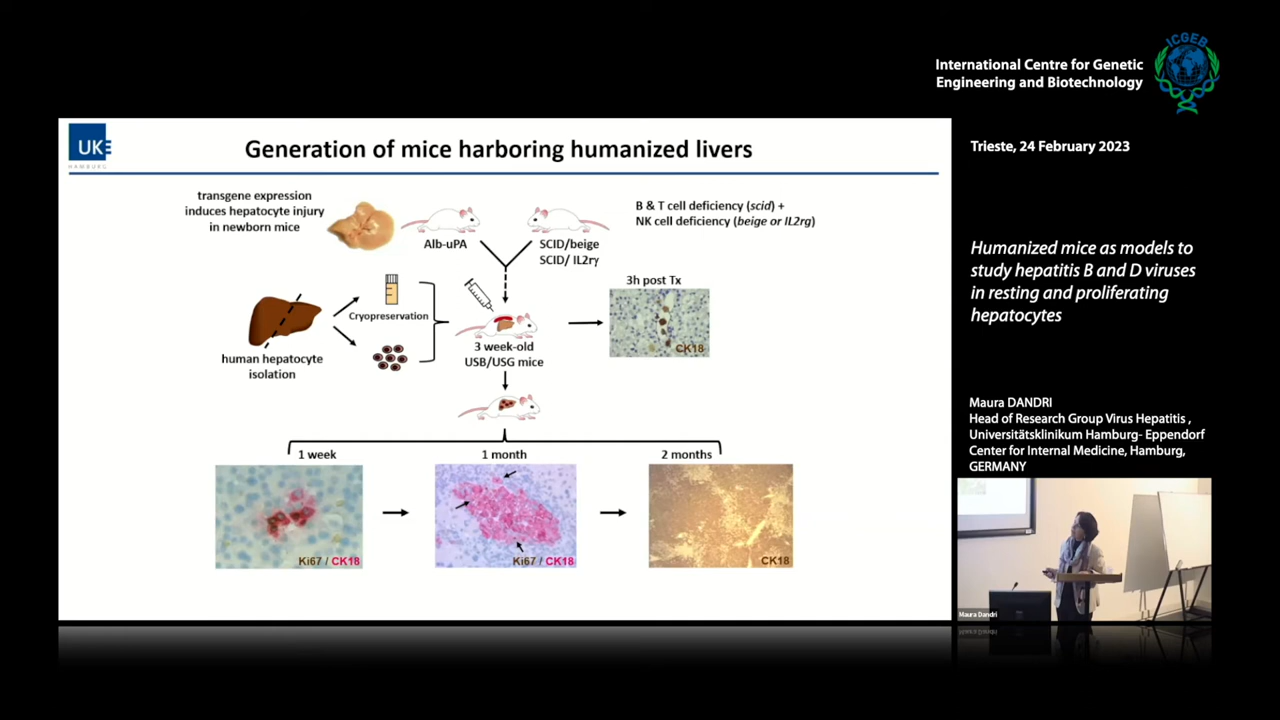 International Centre for Genetic
Engineering and Biotechnology
ICGEB
Trieste, 24 February 2023
Humanized mice as models to
study hepatitis B and D viruses
in resting and proliferating
hepatocytes
Maura DANDRI
Head of Research Group Virus Hepatitis ,
Universitätsklinikum Hamburg- Eppendorf
Center for Internal Medicine, Hamburg,
GERMANY
Maura Dandri
UKE
HAMBURG
Generation of mice harboring humanized livers
transgene expression
induces hepatocyte injury
in newborn mice
Alb-uPA
SCID/beige
SCID/ IL2rγ
B & T cell deficiency (scid) +
NK cell deficiency (beige or IL2rg)
human hepatocyte
isolation
Cryopreservation
3 week-old
USB/USG mice
3h post Tx
CK18
1 week
1 month
2 months
Ki67 / CK18
Ki67 / CK18
CK18